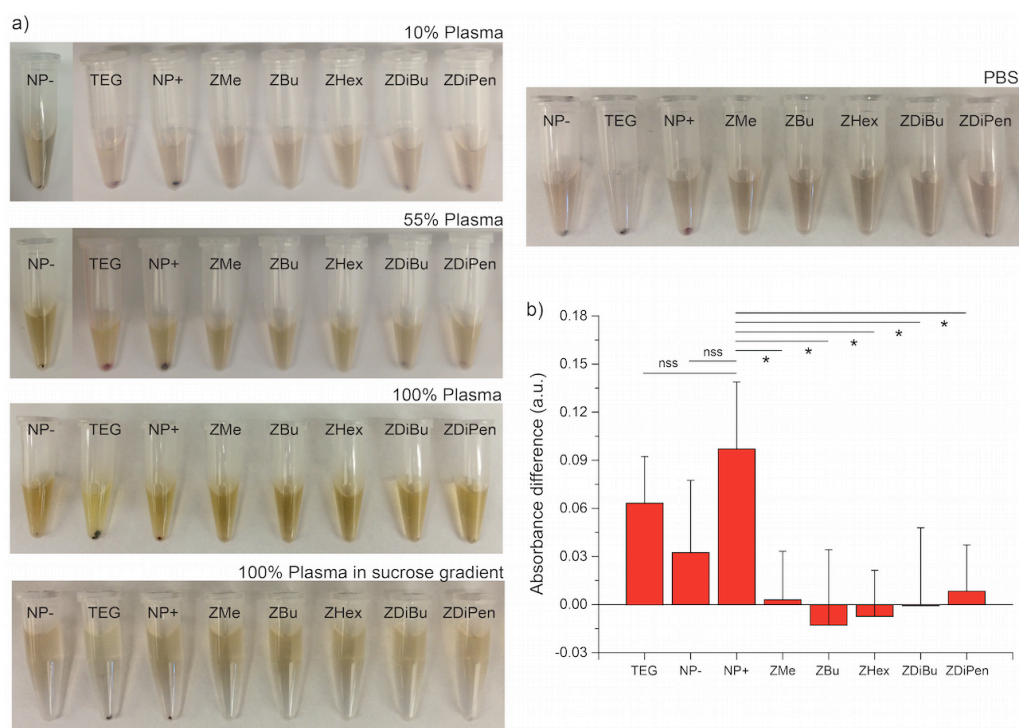 a)
10% Plasma
NP- TEG NP+ ZMe ZBu ZHex ZDiBu ZDiPen
55% Plasma
NP- TEG NP+ ZMe ZBu ZHex ZDiBu ZDiPen
100% Plasma
NP- TEG NP+ ZMe ZBu ZHex ZDiBu ZDiPen
100% Plasma in sucrose gradient
NP- TEG NP+ ZMe ZBu ZHex ZDiBu ZDiPen
PBS
NP- TEG NP+ ZMe ZBu ZHex ZDiBu ZDiPen
b)
Absorbance difference (a.u.)
0.18
0.15
0.12
0.09
0.06
0.03
0.00
-0.03
nss
nss
*
*
*
*
*
TEG NP- NP+ ZMe ZBu ZHex ZDiBu ZDiPen